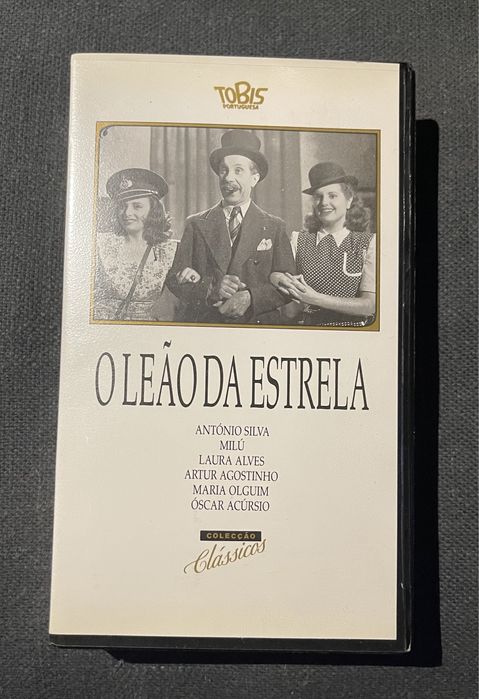 TOBIS
PORTUGUESA
O LEÃO DA ESTRELA
ANTÓNIO SILVA
MILÚ
LAURA ALVES
ARTUR AGOSTINHO
MARIA OLGUIM
ÓSCAR ACÚRSIO
COLECÇÃO
Clássicos